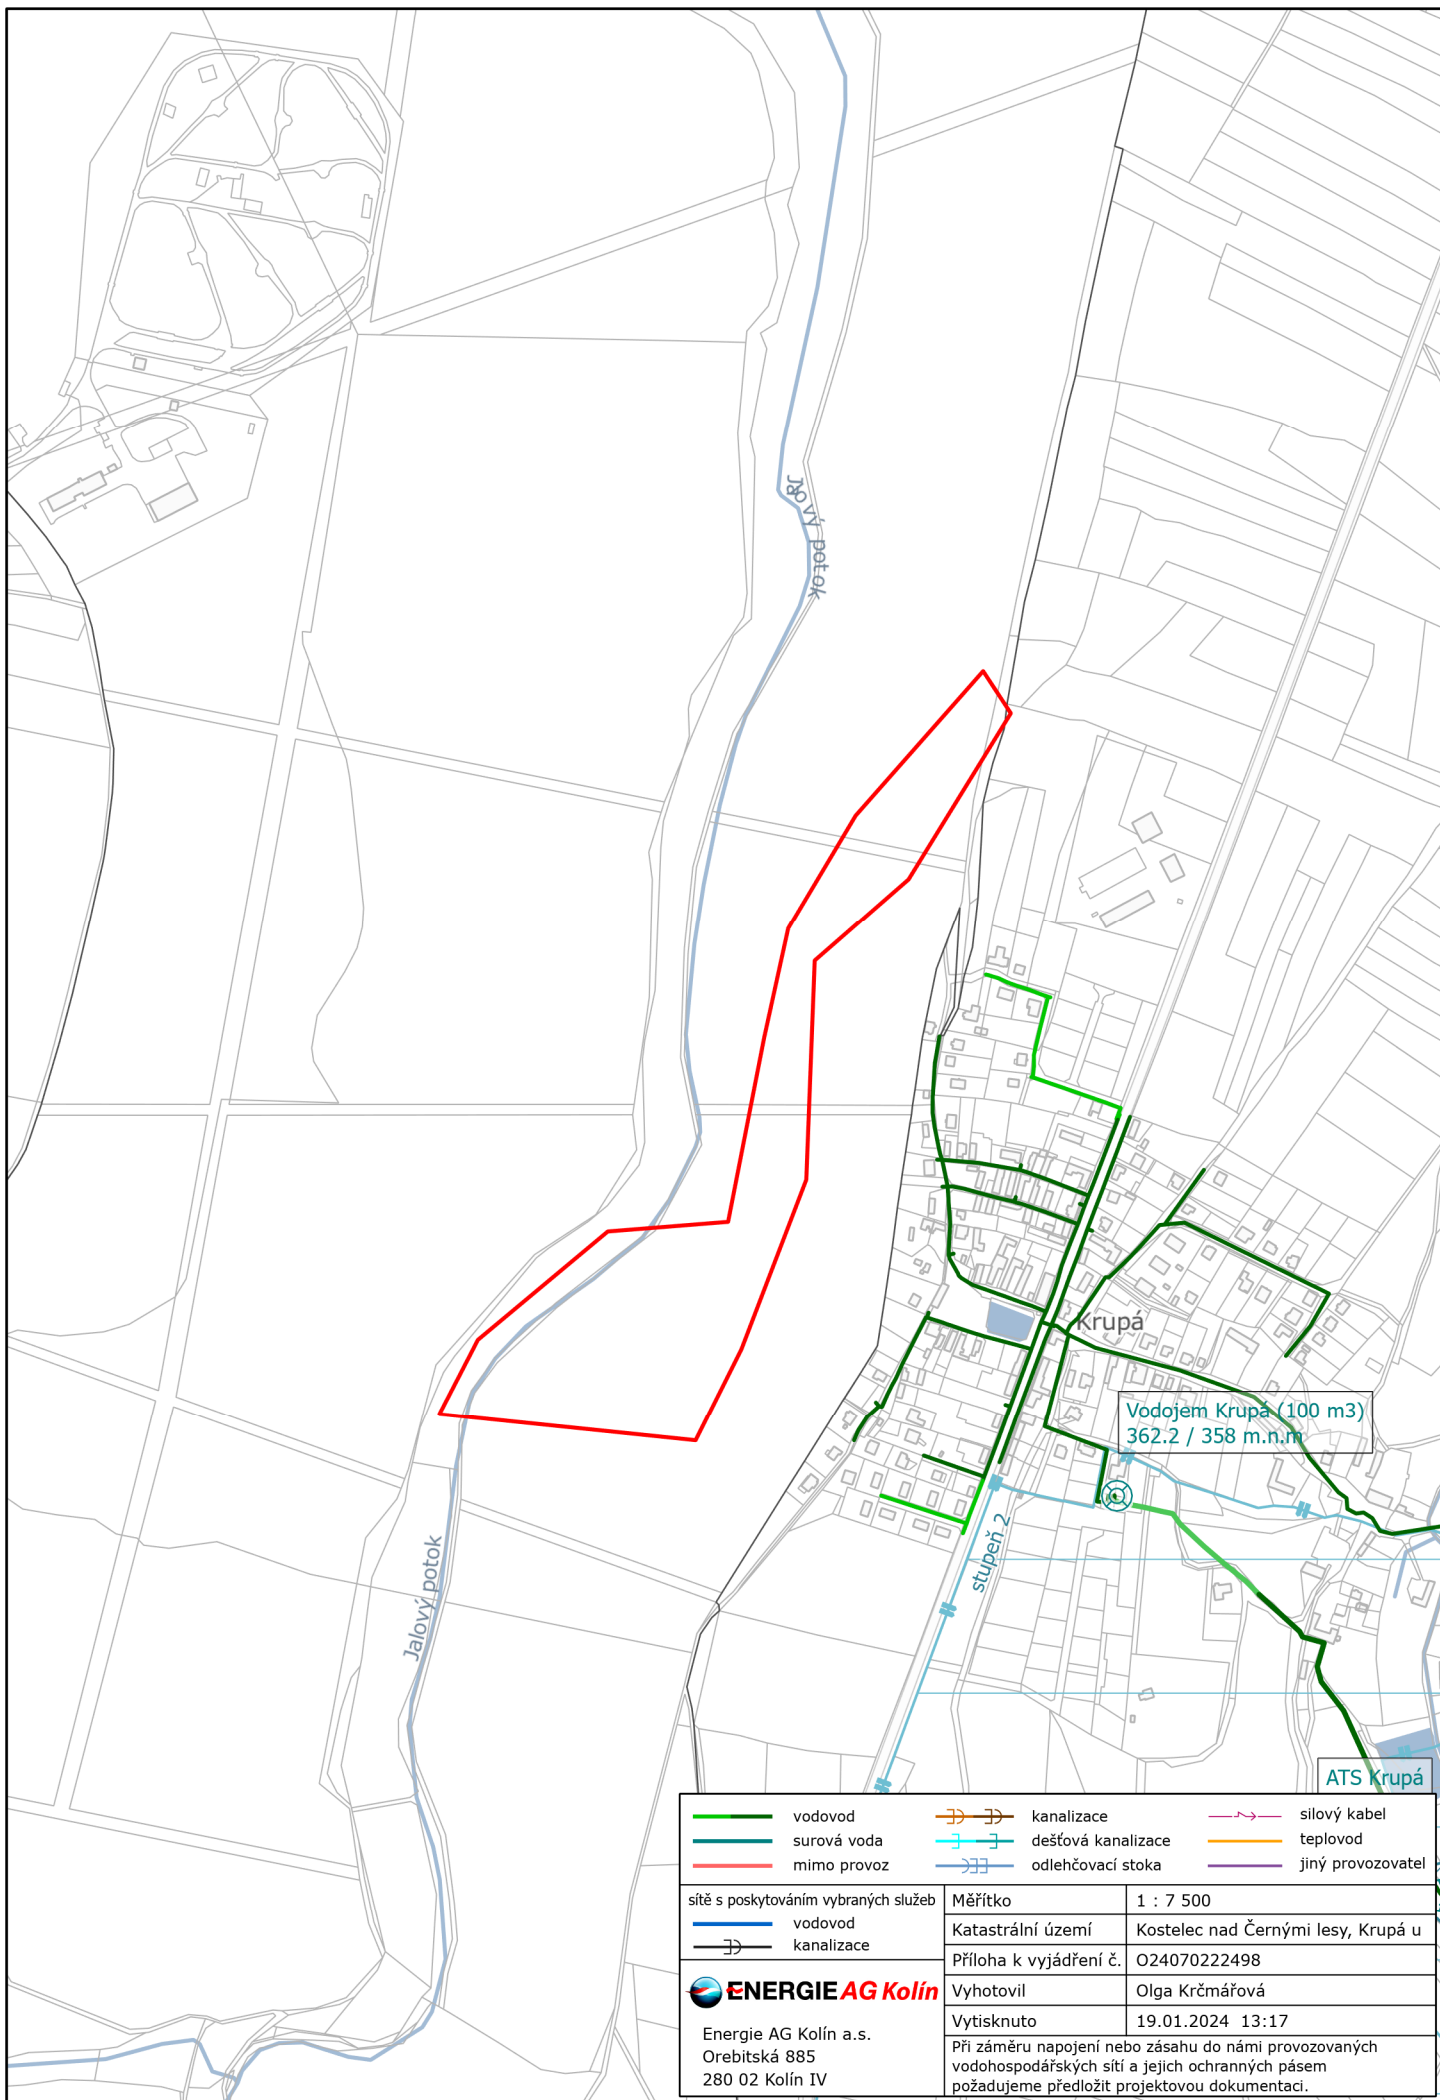 Jalový potok
Krupá
Vodojem Krupá (100 m3)
362.2 / 358 m.n.m
stupeň 2
Jalový potok
ATS Krupá
vodovod
kanalizace
silový kabel
surová voda
dešťová kanalizace
teplovod
mimo provoz
odlehčovací stoka
jiný provozovatel
sítě s poskytováním vybraných služeb
vodovod
kanalizace
Měřítko 1 : 7 500
Katastrální území Kostelec nad Černými lesy, Krupá u
Příloha k vyjádření č. O24070222498
Vyhotovil Olga Krčmářová
Vytisknuto 19.01.2024 13:17
ENERGIE AG Kolín
Energie AG Kolín a.s.
Orebitská 885
280 02 Kolín IV
Při záměru napojení nebo zásahu do námi provozovaných
vodohospodářských sítí a jejich ochranných pásem
požadujeme předložit projektovou dokumentaci.